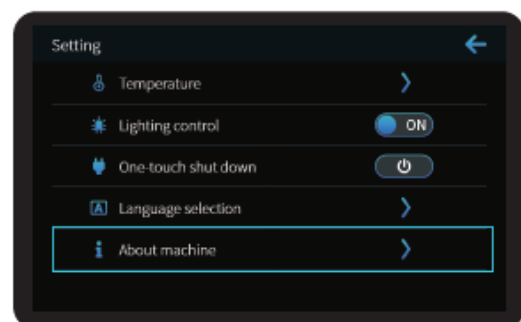 Setting
Temperature
Lighting control ON
One-touch shut down
A Language selection
About machine